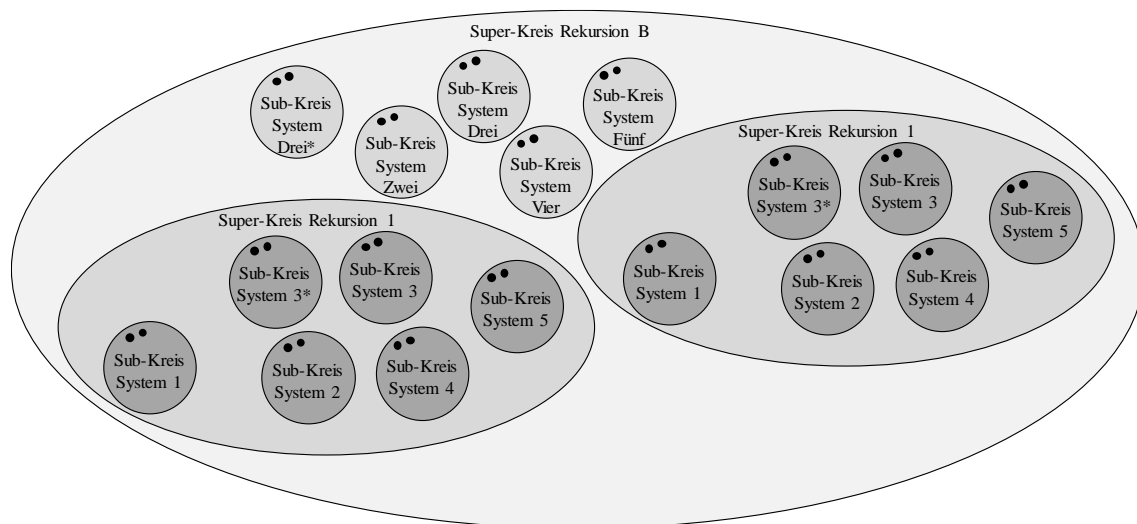 Super-Kreis Rekursion B
Sub-Kreis
System
Drei*
Sub-Kreis
System
Zwei
Sub-Kreis
System
Drei
Sub-Kreis
System
Vier
Sub-Kreis
System
Fünf
Super-Kreis Rekursion 1
Sub-Kreis
System 3*
Sub-Kreis
System 3
Sub-Kreis
System 5
Sub-Kreis
System 1
Sub-Kreis
System 2
Sub-Kreis
System 4
Super-Kreis Rekursion 1
Sub-Kreis
System 3*
Sub-Kreis
System 3
Sub-Kreis
System 5
Sub-Kreis
System 1
Sub-Kreis
System 2
Sub-Kreis
System 4